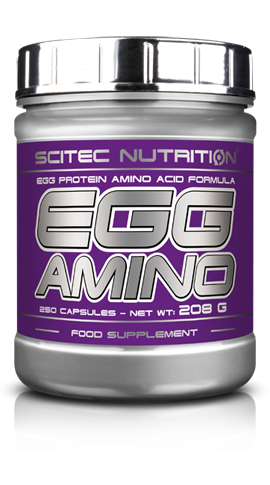 SCITEC NUTRITION
EGG PROTEIN AMINO ACID FORMULA
EGG
AMINO
250 CAPSULES - NET WT: 208 G
FOOD SUPPLEMENT